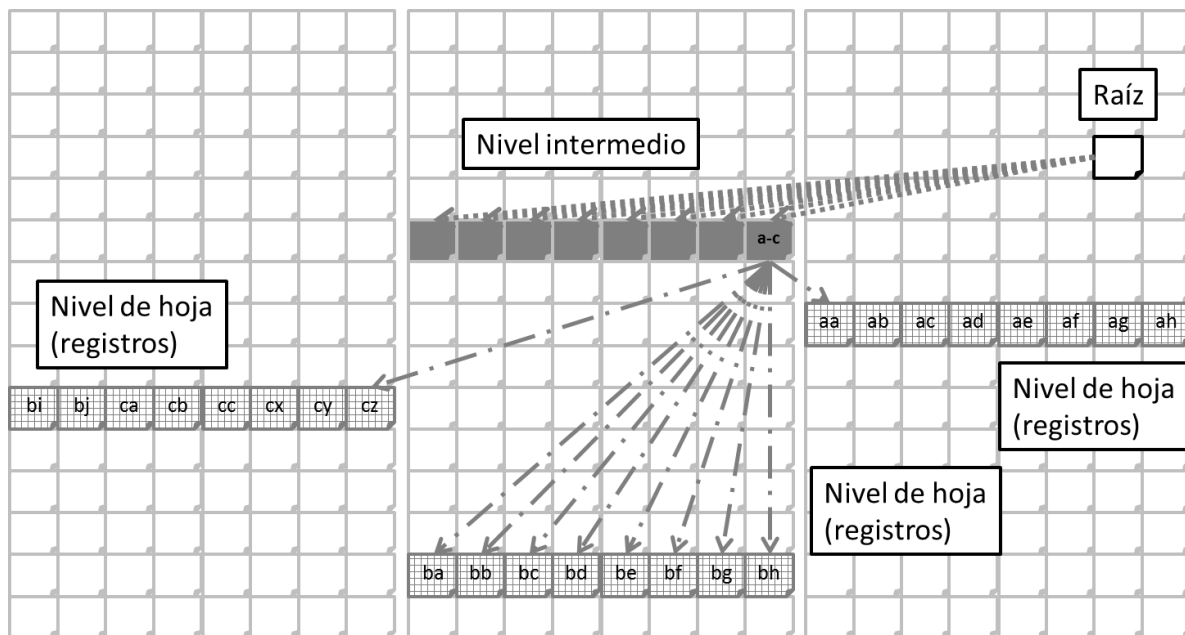 Raíz
Nivel intermedio
a-c
Nivel de hoja
(registros)
aa ab ac ad ae af ag ah
Nivel de hoja
(registros)
bi bj ca cb cc cx cy cz
Nivel de hoja
(registros)
ba bb bc bd be bf bg bh